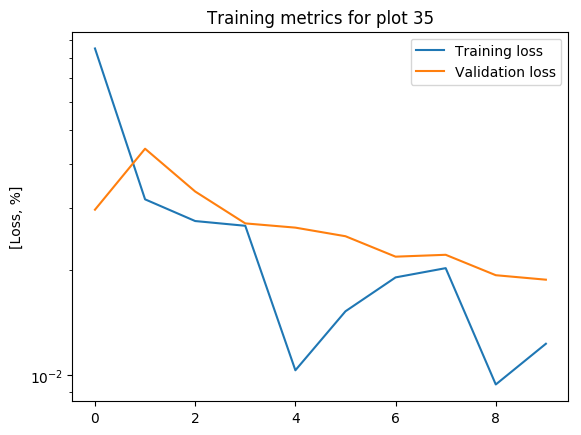 Training metrics for plot 35
Training loss
Validation loss
[Loss, %]
10⁻²
0 2 4 6 8